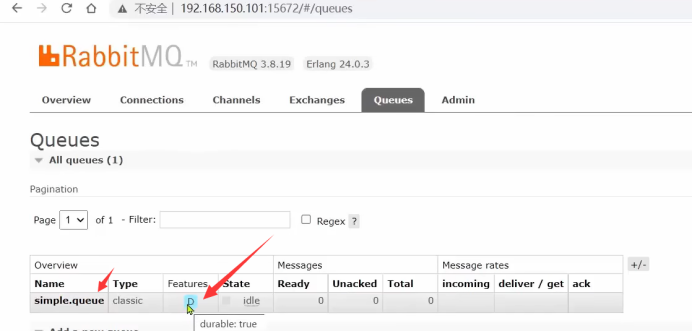 不安全 | 192.168.150.101:15672/#/queues
RabbitMQ TM RabbitMQ 3.8.19 Erlang 24.0.3
Overview Connections Channels Exchanges Queues Admin
Queues
All queues (1)
Pagination
Page 1 of 1 - Filter: Regex ?
Overview Messages Message rates +/-
Name Type Features State Ready Unacked Total incoming deliver / get ack
simple.queue classic D idle 0 0 0
durable: true
Add a new queue